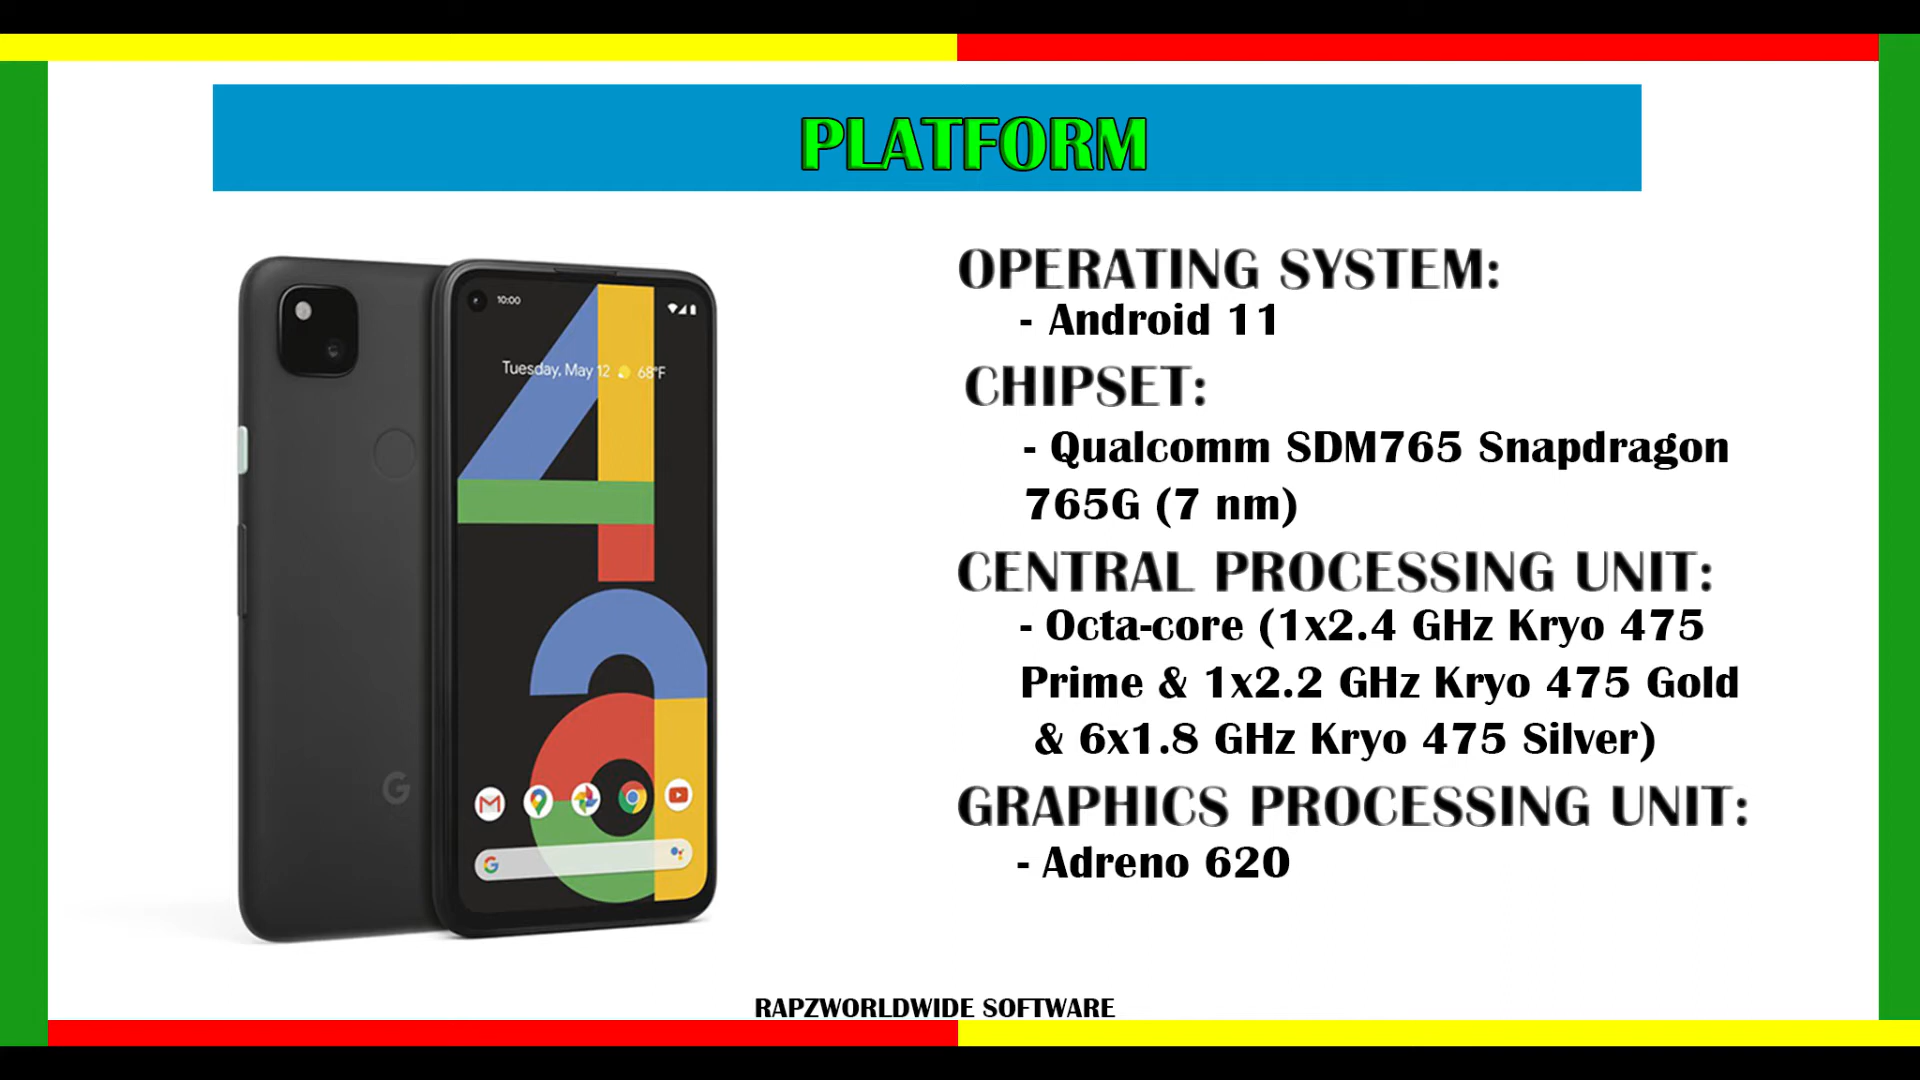 PLATFORM
10:00
Tuesday, May 12 68°F
G
OPERATING SYSTEM:
- Android 11
CHIPSET:
- Qualcomm SDM765 Snapdragon
765G (7 nm)
CENTRAL PROCESSING UNIT:
- Octa-core (1x2.4 GHz Kryo 475
Prime & 1x2.2 GHz Kryo 475 Gold
& 6x1.8 GHz Kryo 475 Silver)
GRAPHICS PROCESSING UNIT:
- Adreno 620
RAPZWORLDWIDE SOFTWARE